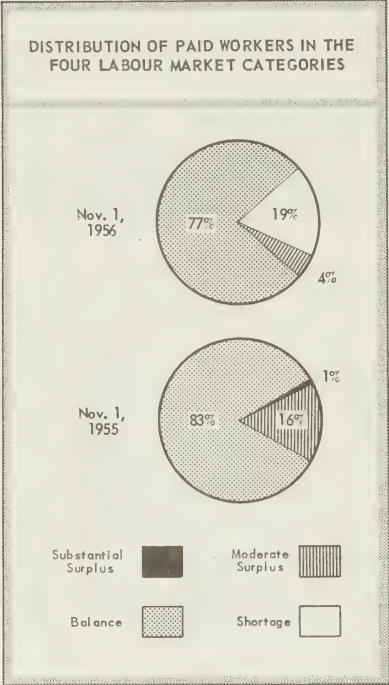 DISTRIBUTION OF PAID WORKERS IN THE
FOUR LABOUR MARKET CATEGORIES
Nov. 1,
1956
77%
19%
4%
Nov. 1,
1955
83%
1%
16%
Substantial
Surplus
Moderate
Surplus
Balance
Shortage